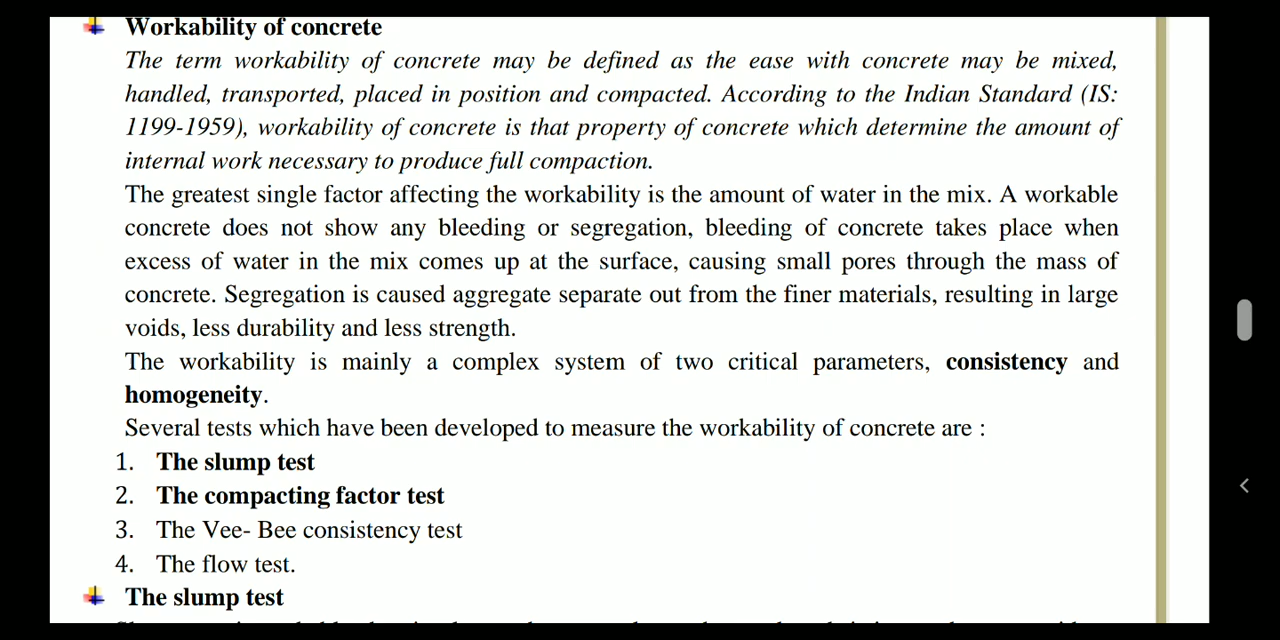 Workability of concrete
The term workability of concrete may be defined as the ease with concrete may be mixed,
handled, transported, placed in position and compacted. According to the Indian Standard (IS:
1199-1959), workability of concrete is that property of concrete which determine the amount of
internal work necessary to produce full compaction.
The greatest single factor affecting the workability is the amount of water in the mix. A workable
concrete does not show any bleeding or segregation, bleeding of concrete takes place when
excess of water in the mix comes up at the surface, causing small pores through the mass of
concrete. Segregation is caused aggregate separate out from the finer materials, resulting in large
voids, less durability and less strength.
The workability is mainly a complex system of two critical parameters, consistency and
homogeneity.
Several tests which have been developed to measure the workability of concrete are :
1. The slump test
2. The compacting factor test
3. The Vee- Bee consistency test
4. The flow test.
The slump test